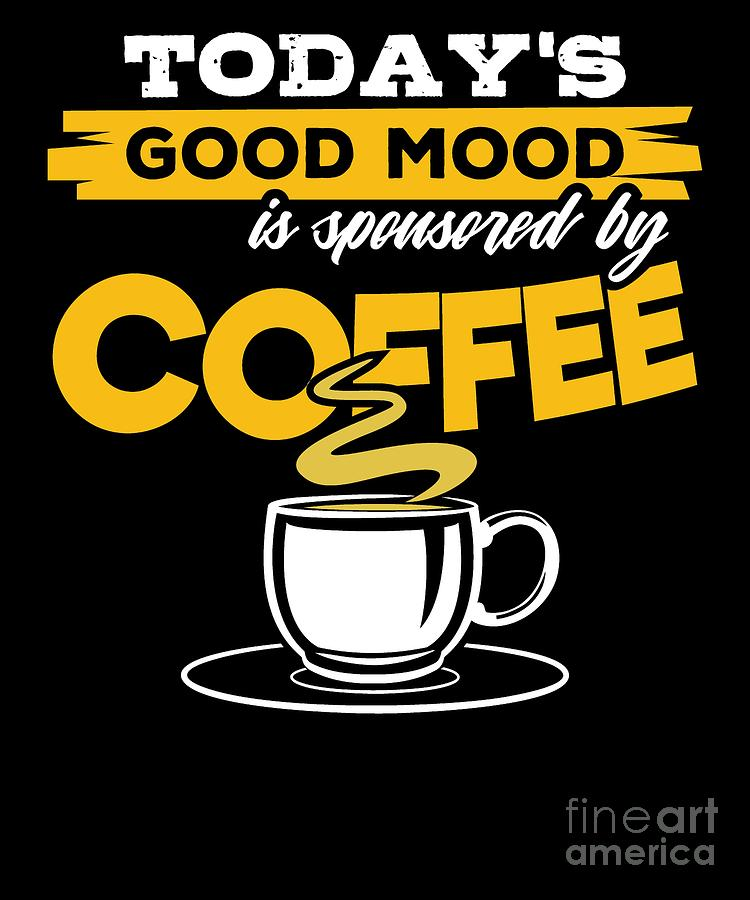 TODAY'S
GOOD MOOD
is sponsored by
COFFEE
fineart
america